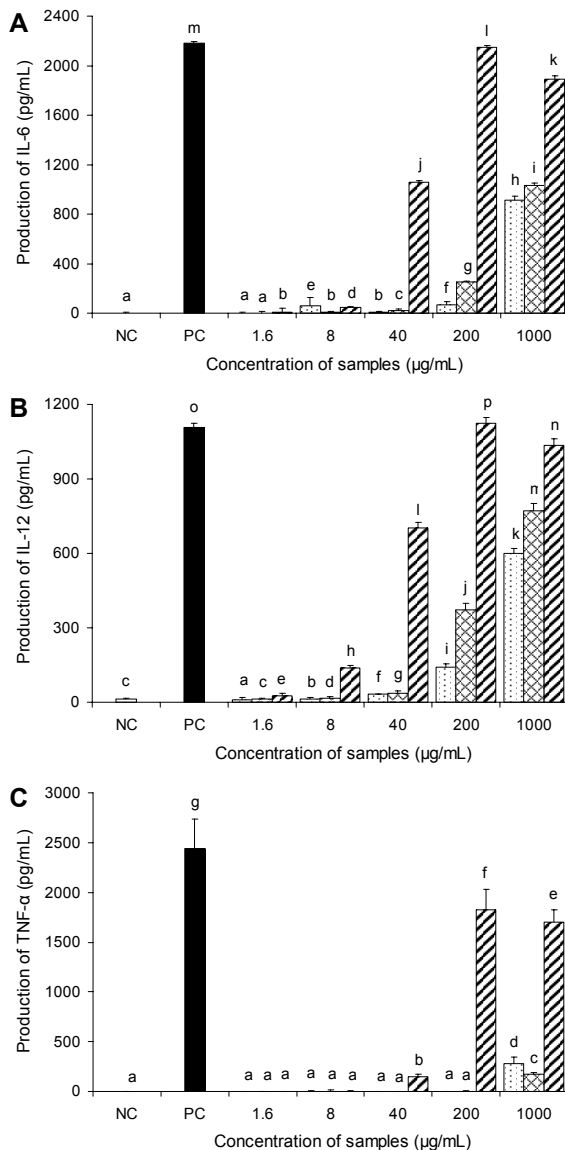 A
Production of IL-6 (pg/mL)
2400
2000
1600
1200
800
400
0
a
m
a a b
e b d
b c j
f g l
h i k
NC PC 1.6 8 40 200 1000
Concentration of samples (µg/mL)
B
Production of IL-12 (pg/mL)
1200
900
600
300
0
c
o
a c e
b d h
f g l
i j p
k n n
NC PC 1.6 8 40 200 1000
Concentration of samples (µg/mL)
C
Production of TNF-α (pg/mL)
3000
2500
2000
1500
1000
500
0
a
g
a a a
a a a
a a b
a a f
d c e
NC PC 1.6 8 40 200 1000
Concentration of samples (µg/mL)